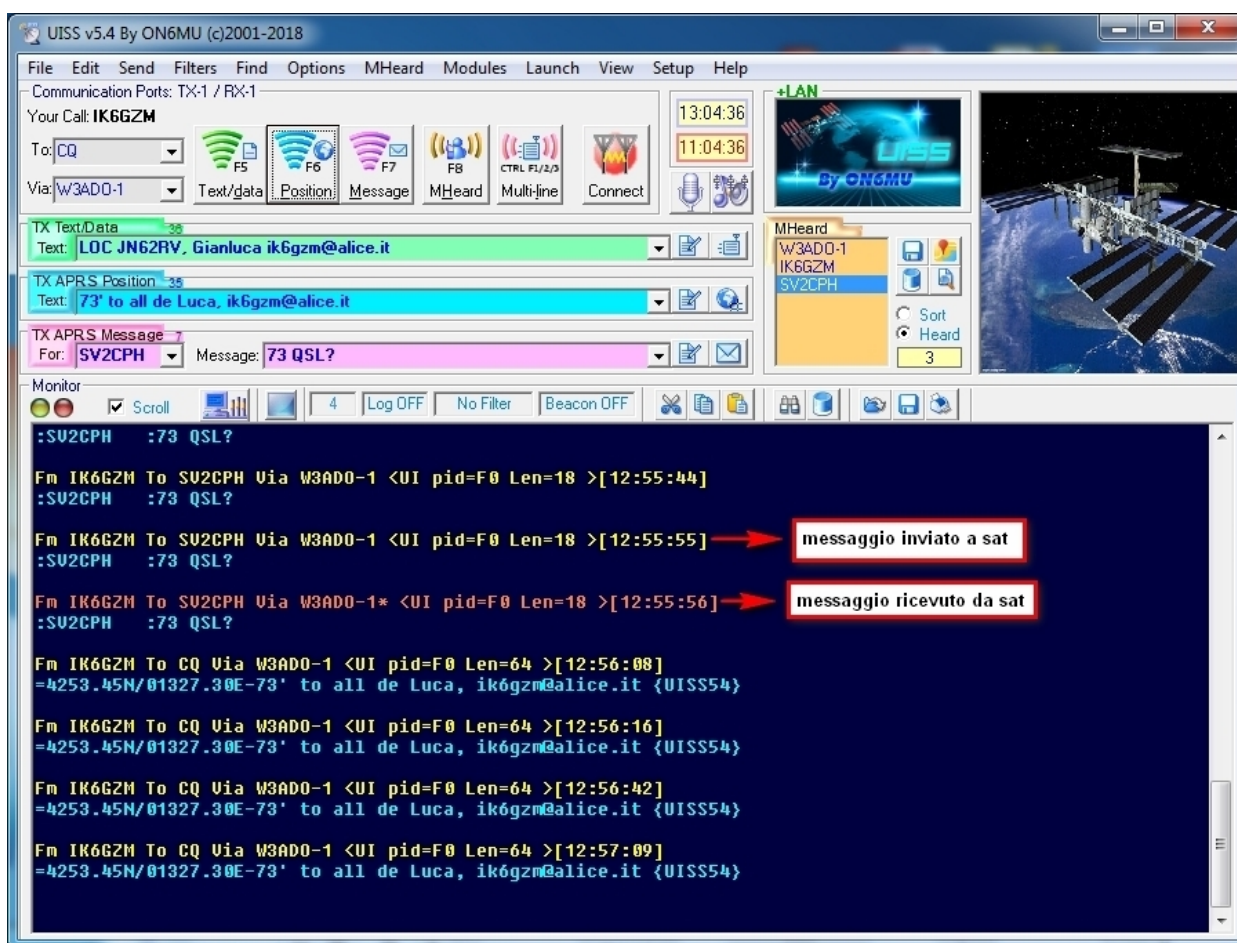 UISS v5.4 By ON6MU (c)2001-2018
File Edit Send Filters Find Options MHeard Modules Launch View Setup Help
Communication Ports: TX-1 / RX-1
Your Call: IK6GZM
To: CQ
Via: W3ADO-1
F5
Text/data
F6
Position
F7
Message
F8
MHeard
CTRL F1/2/3
Multi-line
Connect
13:04:36
11:04:36
+LAN
UISS
By ON6MU
TX Text/Data 38
Text: LOC JN62RV, Gianluca ik6gzm@alice.it
TX APRS Position 35
Text: 73' to all de Luca, ik6gzm@alice.it
TX APRS Message 7
For: SV2CPH Message: 73 QSL?
MHeard
W3ADO-1
IK6GZM
SV2CPH
Sort
Heard
3
Monitor
Scroll 4 Log OFF No Filter Beacon OFF
:SV2CPH :73 QSL?
Fm IK6GZM To SV2CPH Via W3ADO-1 <UI pid=F0 Len=18 >[12:55:44]
:SV2CPH :73 QSL?
Fm IK6GZM To SV2CPH Via W3ADO-1 <UI pid=F0 Len=18 >[12:55:55]
messaggio inviato a sat
:SV2CPH :73 QSL?
Fm IK6GZM To SV2CPH Via W3ADO-1* <UI pid=F0 Len=18 >[12:55:56]
messaggio ricevuto da sat
:SV2CPH :73 QSL?
Fm IK6GZM To CQ Via W3ADO-1 <UI pid=F0 Len=64 >[12:56:08]
=4253.45N/01327.30E-73' to all de Luca, ik6gzm@alice.it {UISS54}
Fm IK6GZM To CQ Via W3ADO-1 <UI pid=F0 Len=64 >[12:56:16]
=4253.45N/01327.30E-73' to all de Luca, ik6gzm@alice.it {UISS54}
Fm IK6GZM To CQ Via W3ADO-1 <UI pid=F0 Len=64 >[12:56:42]
=4253.45N/01327.30E-73' to all de Luca, ik6gzm@alice.it {UISS54}
Fm IK6GZM To CQ Via W3ADO-1 <UI pid=F0 Len=64 >[12:57:09]
=4253.45N/01327.30E-73' to all de Luca, ik6gzm@alice.it {UISS54}